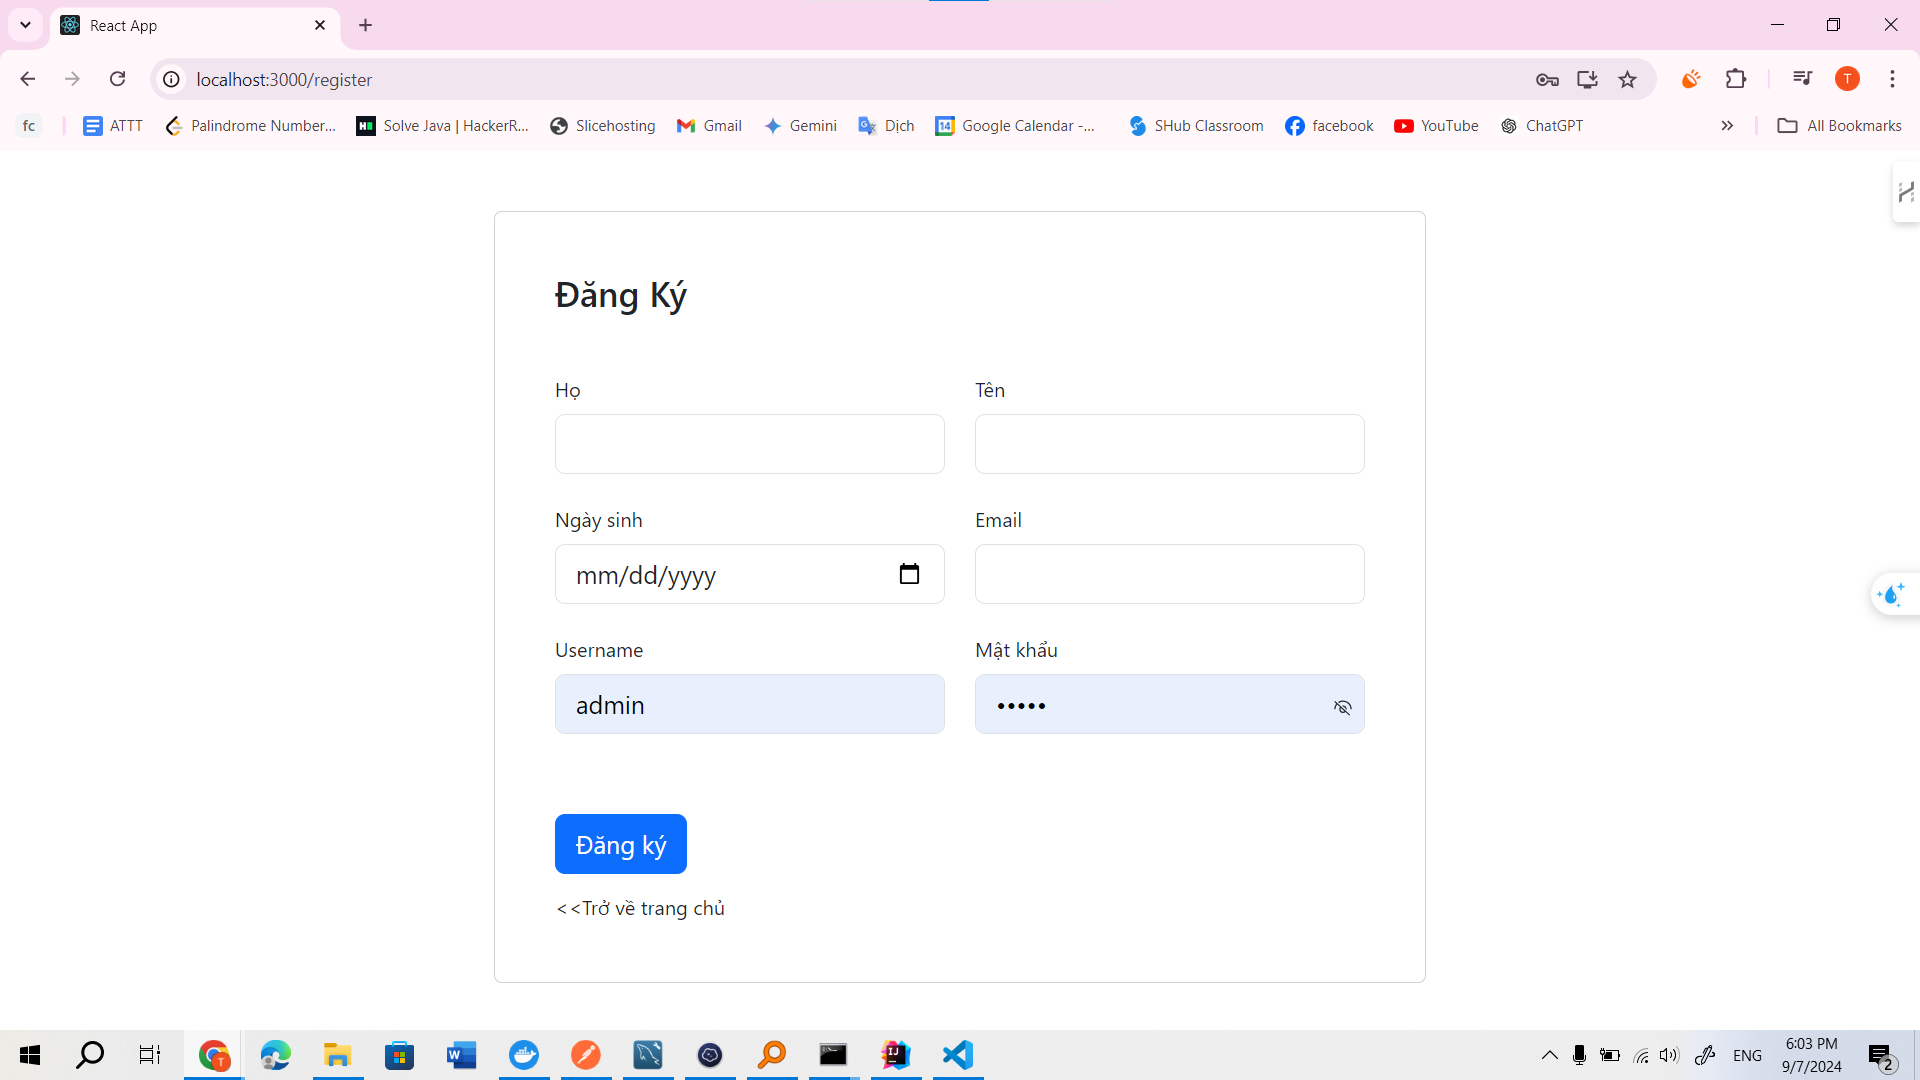 React App
localhost:3000/register
T
fc
ATTT
Palindrome Number...
Solve Java | HackerR...
Slicehosting
Gmail
Gemini
Dịch
Google Calendar -...
SHub Classroom
facebook
YouTube
ChatGPT
All Bookmarks
Đăng Ký
Họ
Tên
Ngày sinh
Email
mm/dd/yyyy
Username
Mật khẩu
admin
•••••
Đăng ký
<<Trở về trang chủ
ENG
6:03 PM
9/7/2024
2